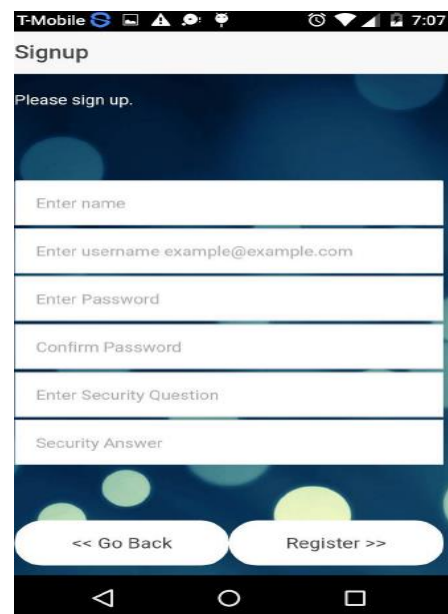 T-Mobile 7:07
Signup
Please sign up.
Enter name
Enter username example@example.com
Enter Password
Confirm Password
Enter Security Question
Security Answer
<< Go Back Register >>